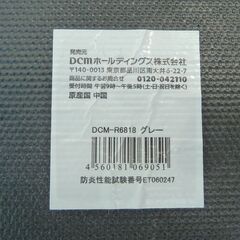 発売元
DCMホールディングス株式会社
〒140-0013 東京都品川区南大井6-22-7
商品に関するお問合せ 0120-042110
受付時間 午前9時～午後5時(土・日・祝日を除く)
原産国 中国
DCM-R6818 グレー
4560181069051
防炎性能試験番号ET060247